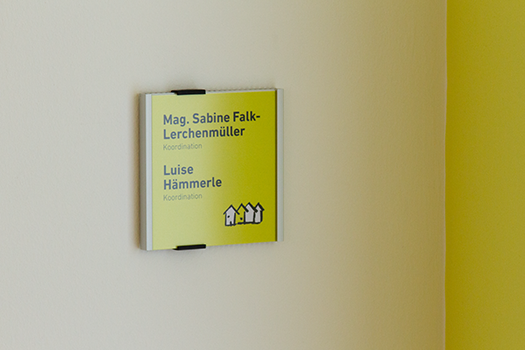 Mag. Sabine Falk-
Lerchenmüller
Koordination
Luise
Hämmerle
Koordination